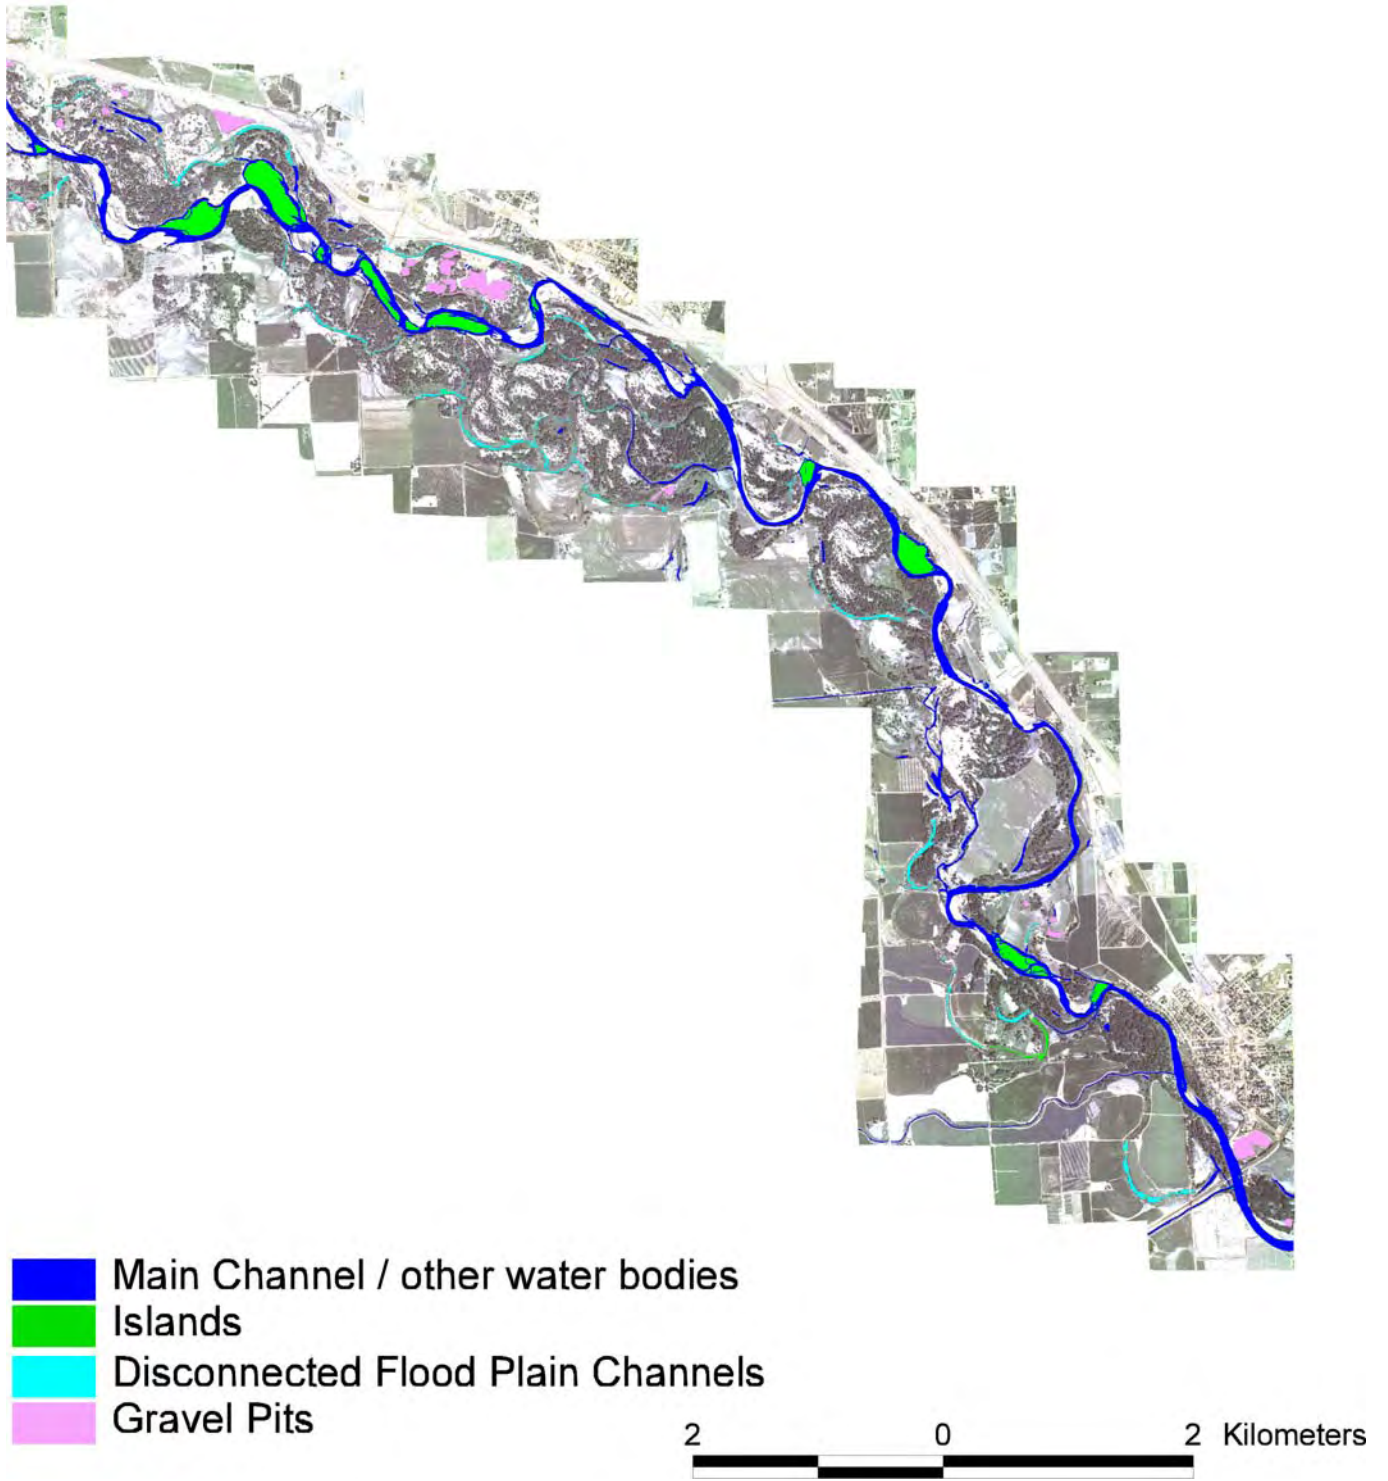 Main Channel / other water bodies
Islands
Disconnected Flood Plain Channels
Gravel Pits
2 0 2 Kilometers